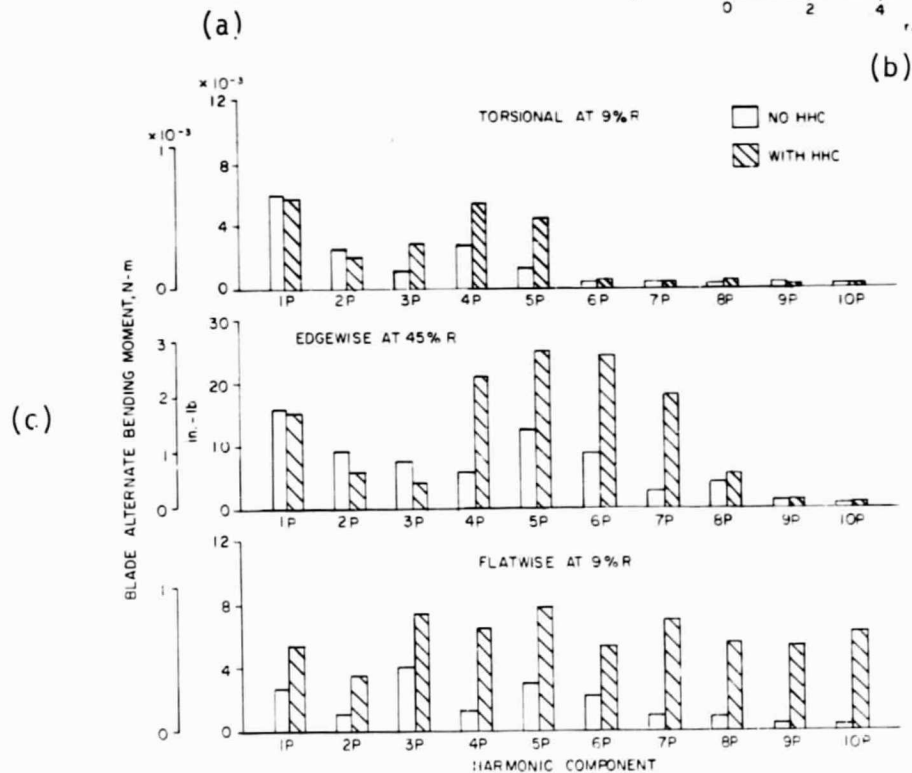 (a)
0 2 4
r
(b)
× 10⁻³
12
8
4
0
× 10⁻³
1
0
TORSIONAL AT 9% R
NO HHC
WITH HHC
1P 2P 3P 4P 5P 6P 7P 8P 9P 10P
(c)
BLADE ALTERNATE BENDING MOMENT, N-m
in.-lb
EDGEWISE AT 45% R
30
20
10
0
3
2
1
0
1P 2P 3P 4P 5P 6P 7P 8P 9P 10P
FLATWISE AT 9% R
12
8
4
0
1
0
1P 2P 3P 4P 5P 6P 7P 8P 9P 10P
HARMONIC COMPONENT